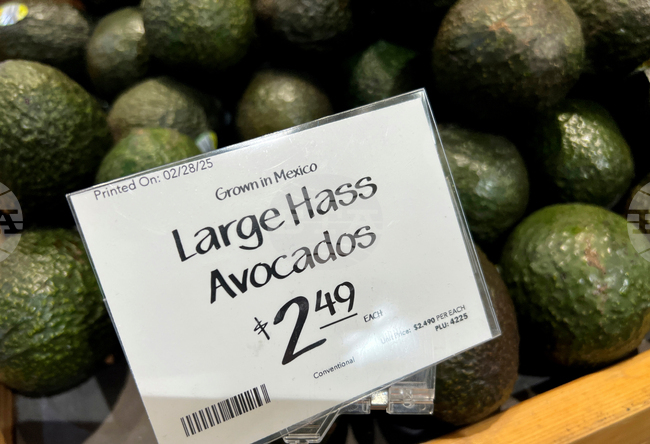 Printed On: 02/28/25
Grown in Mexico
Large Hass
Avocados
$2.49 EACH
Unit Price: $2.490 PER EACH
PLU: 4225
Conventional